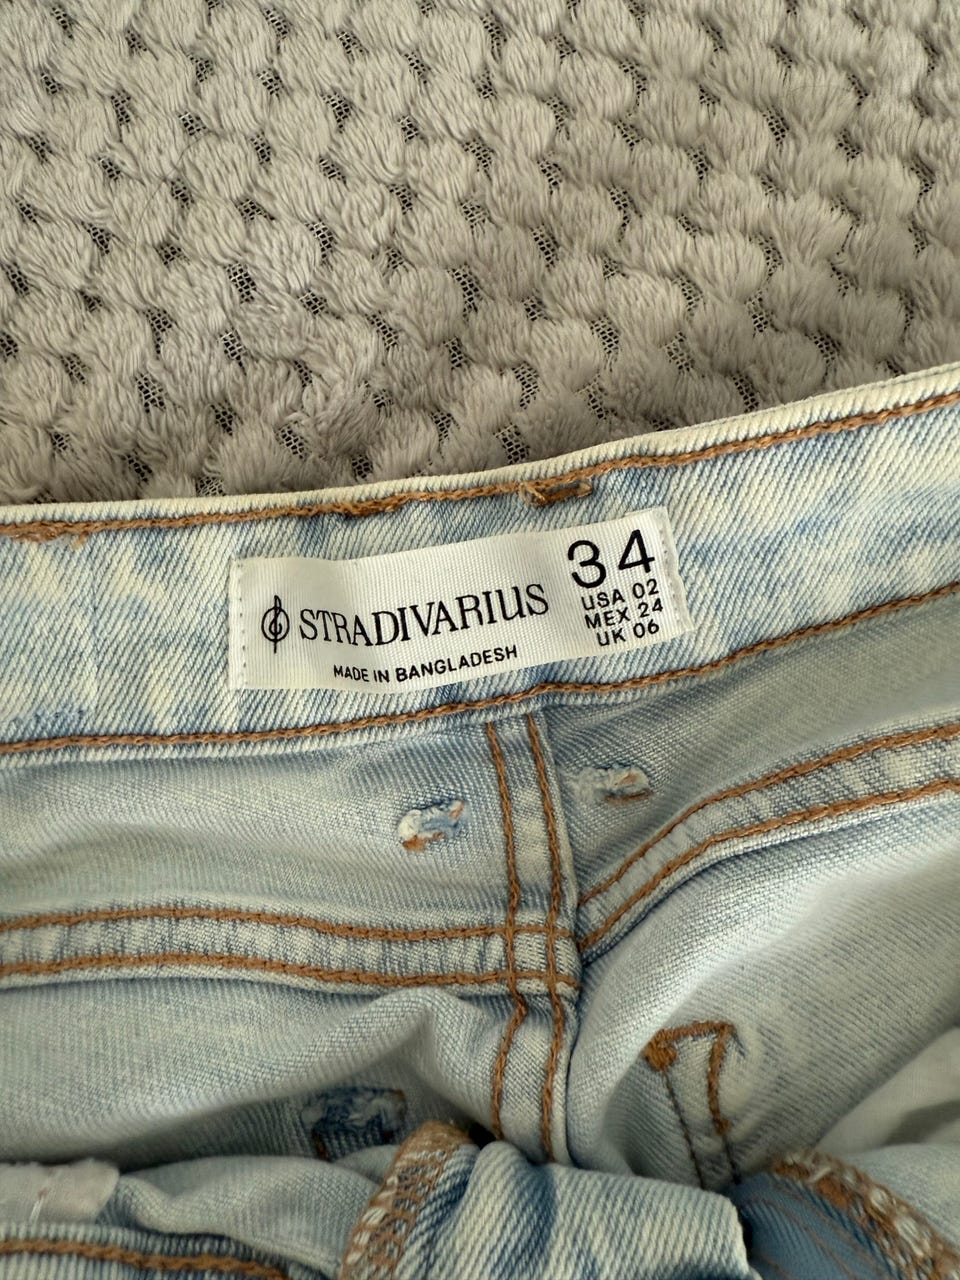 STRADIVARIUS
MADE IN BANGLADESH
34
USA 02
MEX 24
UK 06